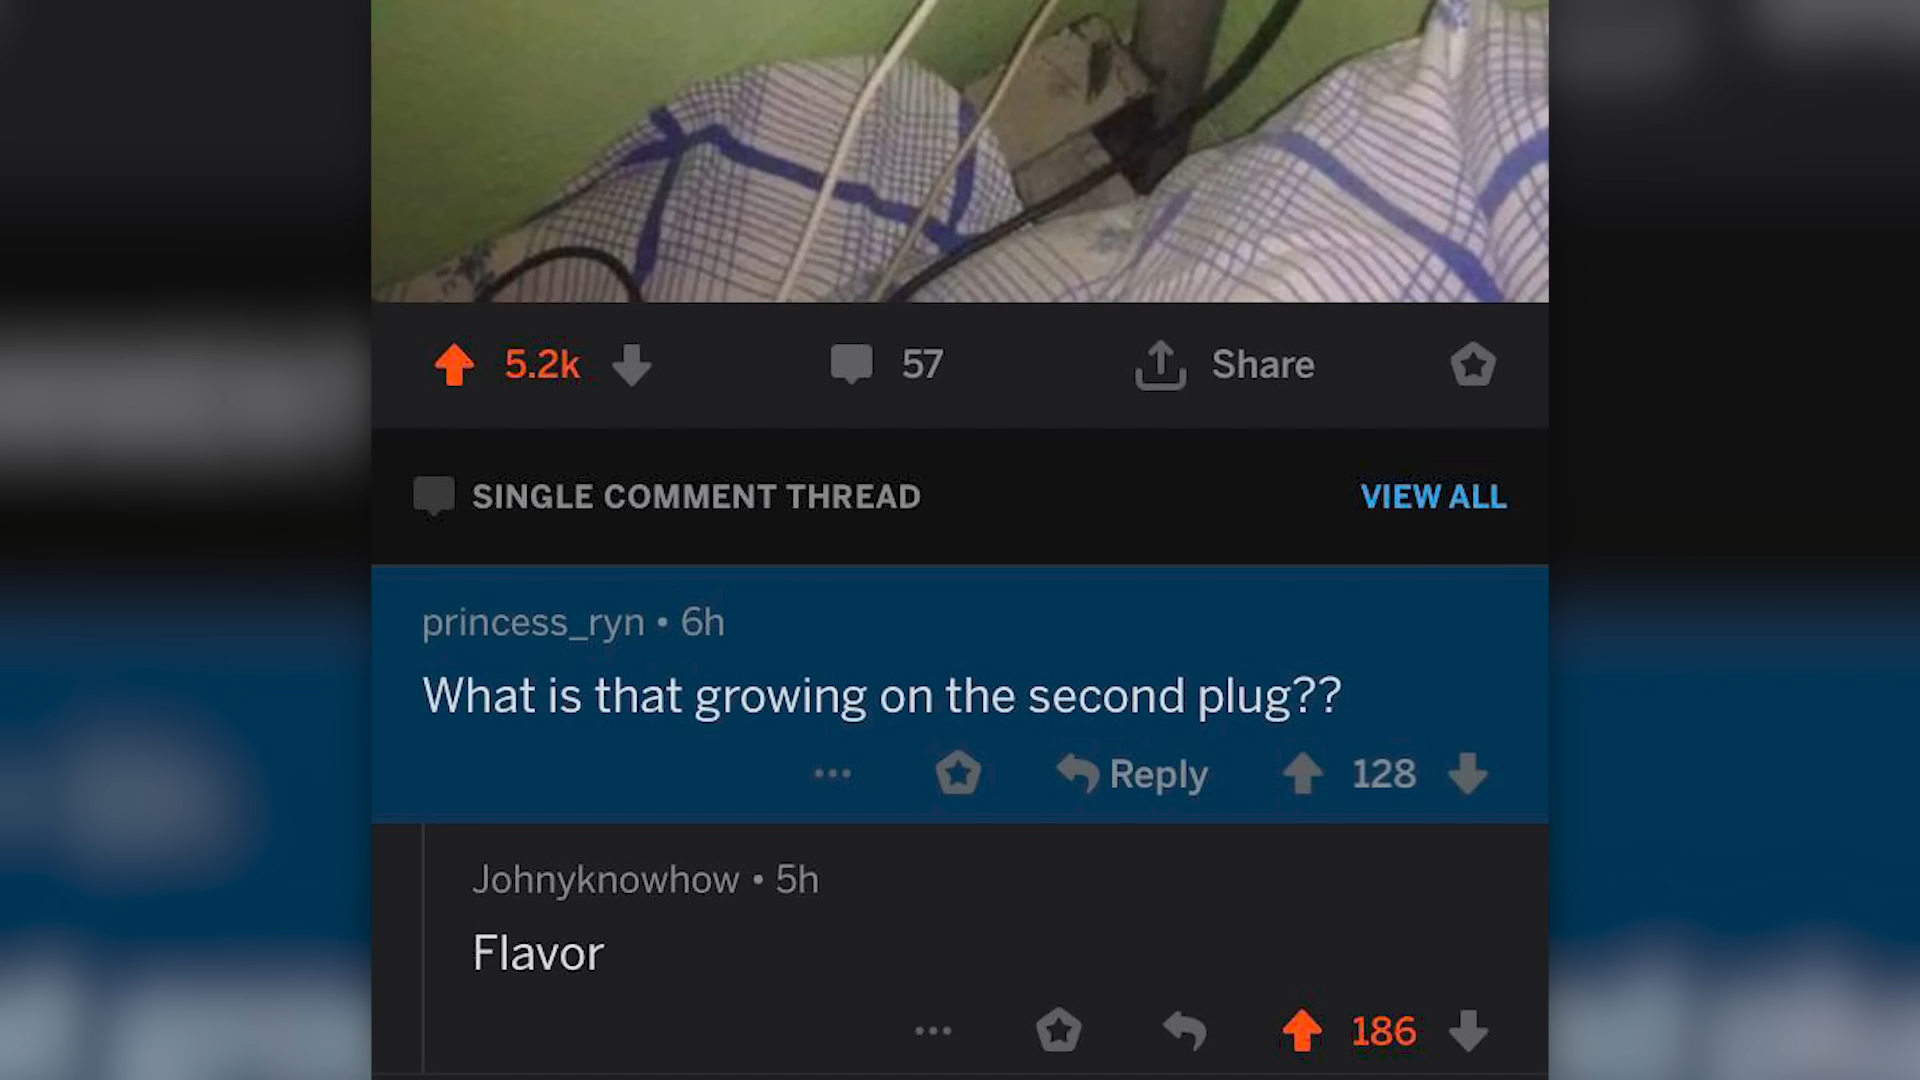 5.2k
57
Share
SINGLE COMMENT THREAD
VIEW ALL
princess_ryn • 6h
What is that growing on the second plug??
... Reply 128
Johnyknowhow • 5h
Flavor
... 186